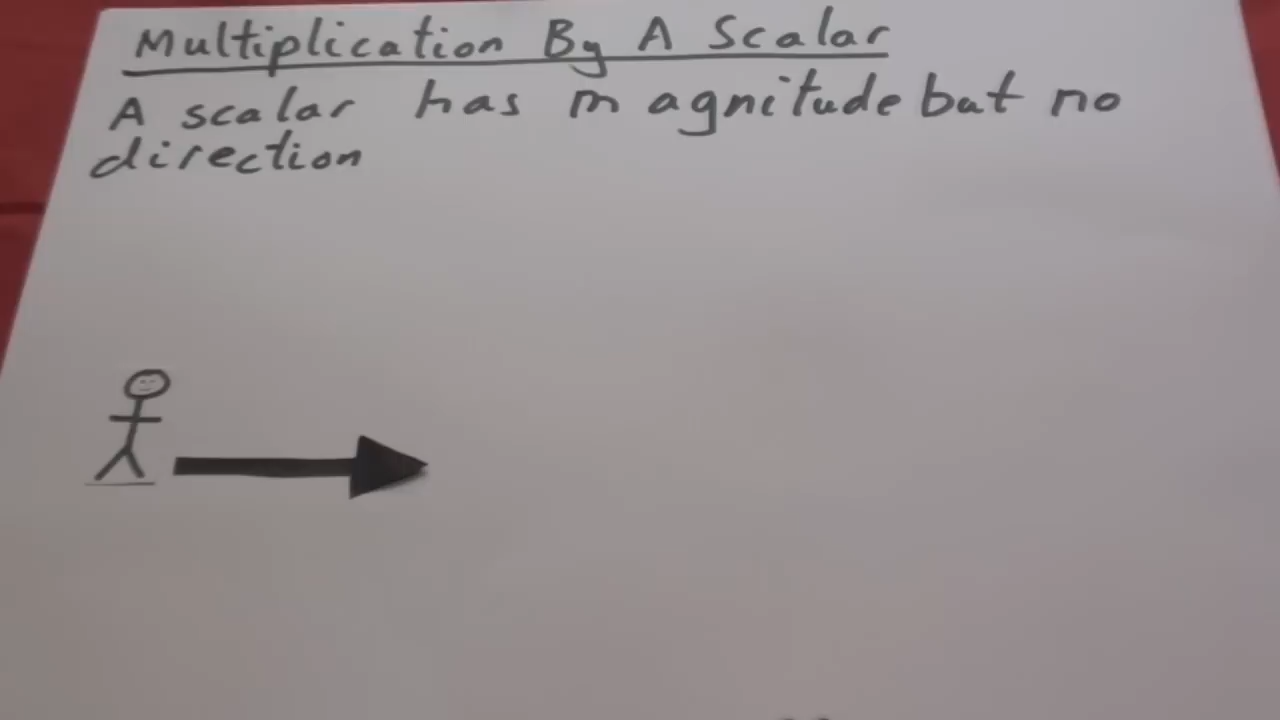 Multiplication By A Scalar
A scalar has magnitude but no
direction